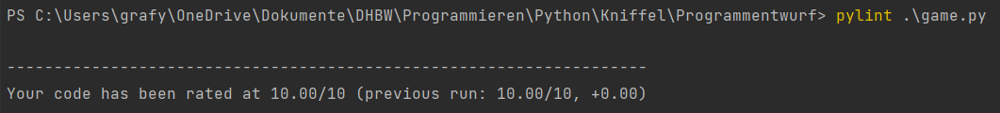 PS C:\Users\grafy\OneDrive\Dokumente\DHBW\Programmieren\Python\Kniffel\Programmentwurf> pylint .\game.py
--------------------------------------------------------------------
Your code has been rated at 10.00/10 (previous run: 10.00/10, +0.00)